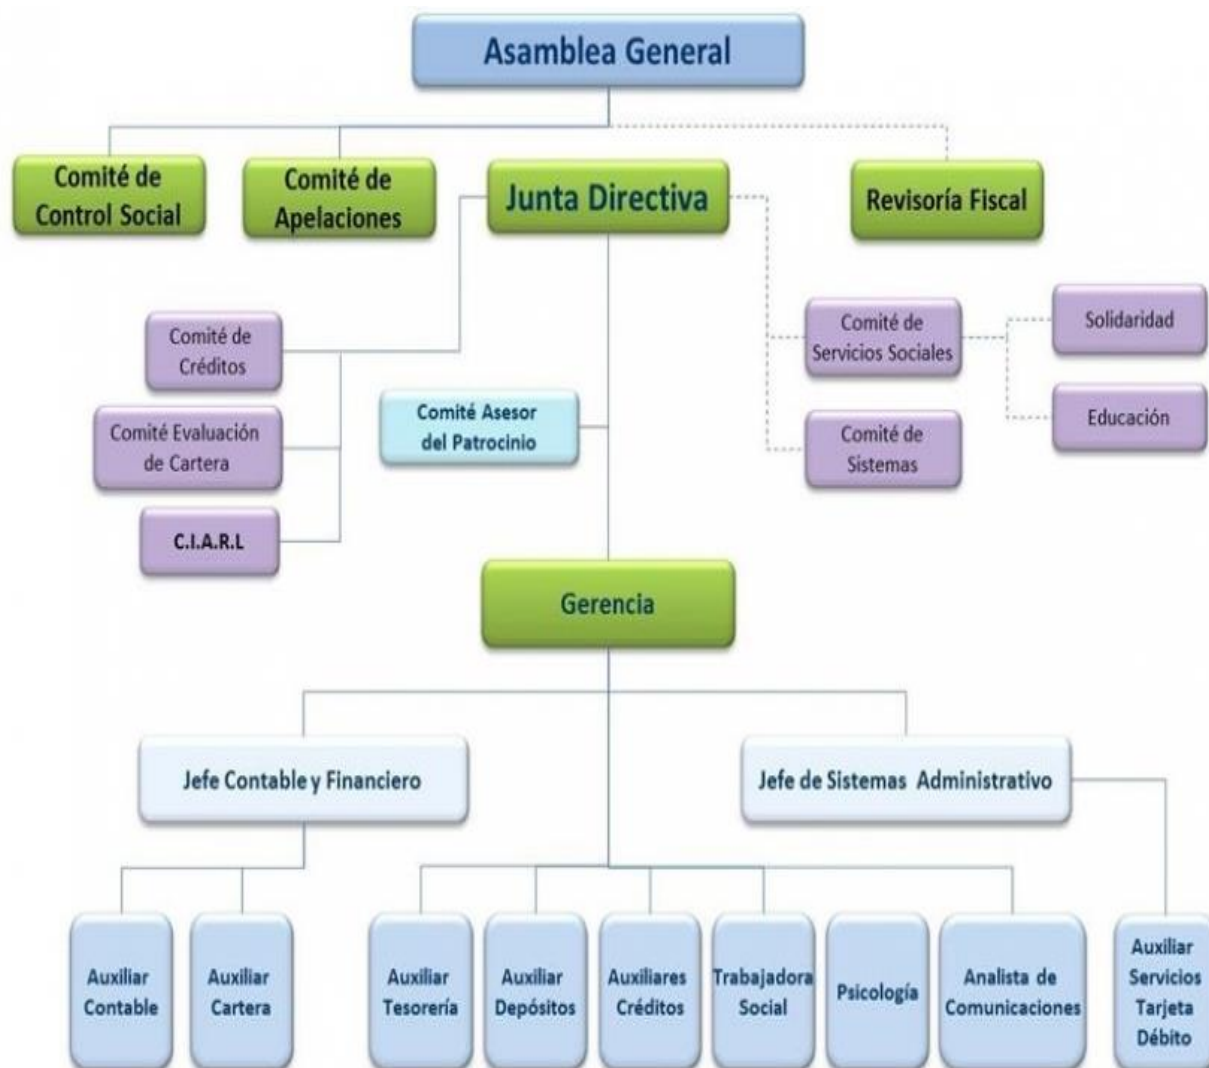 Asamblea General
Comité de
Control Social
Comité de
Apelaciones
Junta Directiva
Revisoría Fiscal
Comité de
Créditos
Comité Evaluación
de Cartera
C.I.A.R.L
Comité Asesor
del Patrocinio
Comité de
Servicios Sociales
Comité de
Sistemas
Solidaridad
Educación
Gerencia
Jefe Contable y Financiero
Jefe de Sistemas Administrativo
Auxiliar
Contable
Auxiliar
Cartera
Auxiliar
Tesorería
Auxiliar
Depósitos
Auxiliares
Créditos
Trabajadora
Social
Psicología
Analista de
Comunicaciones
Auxiliar
Servicios
Tarjeta
Débito